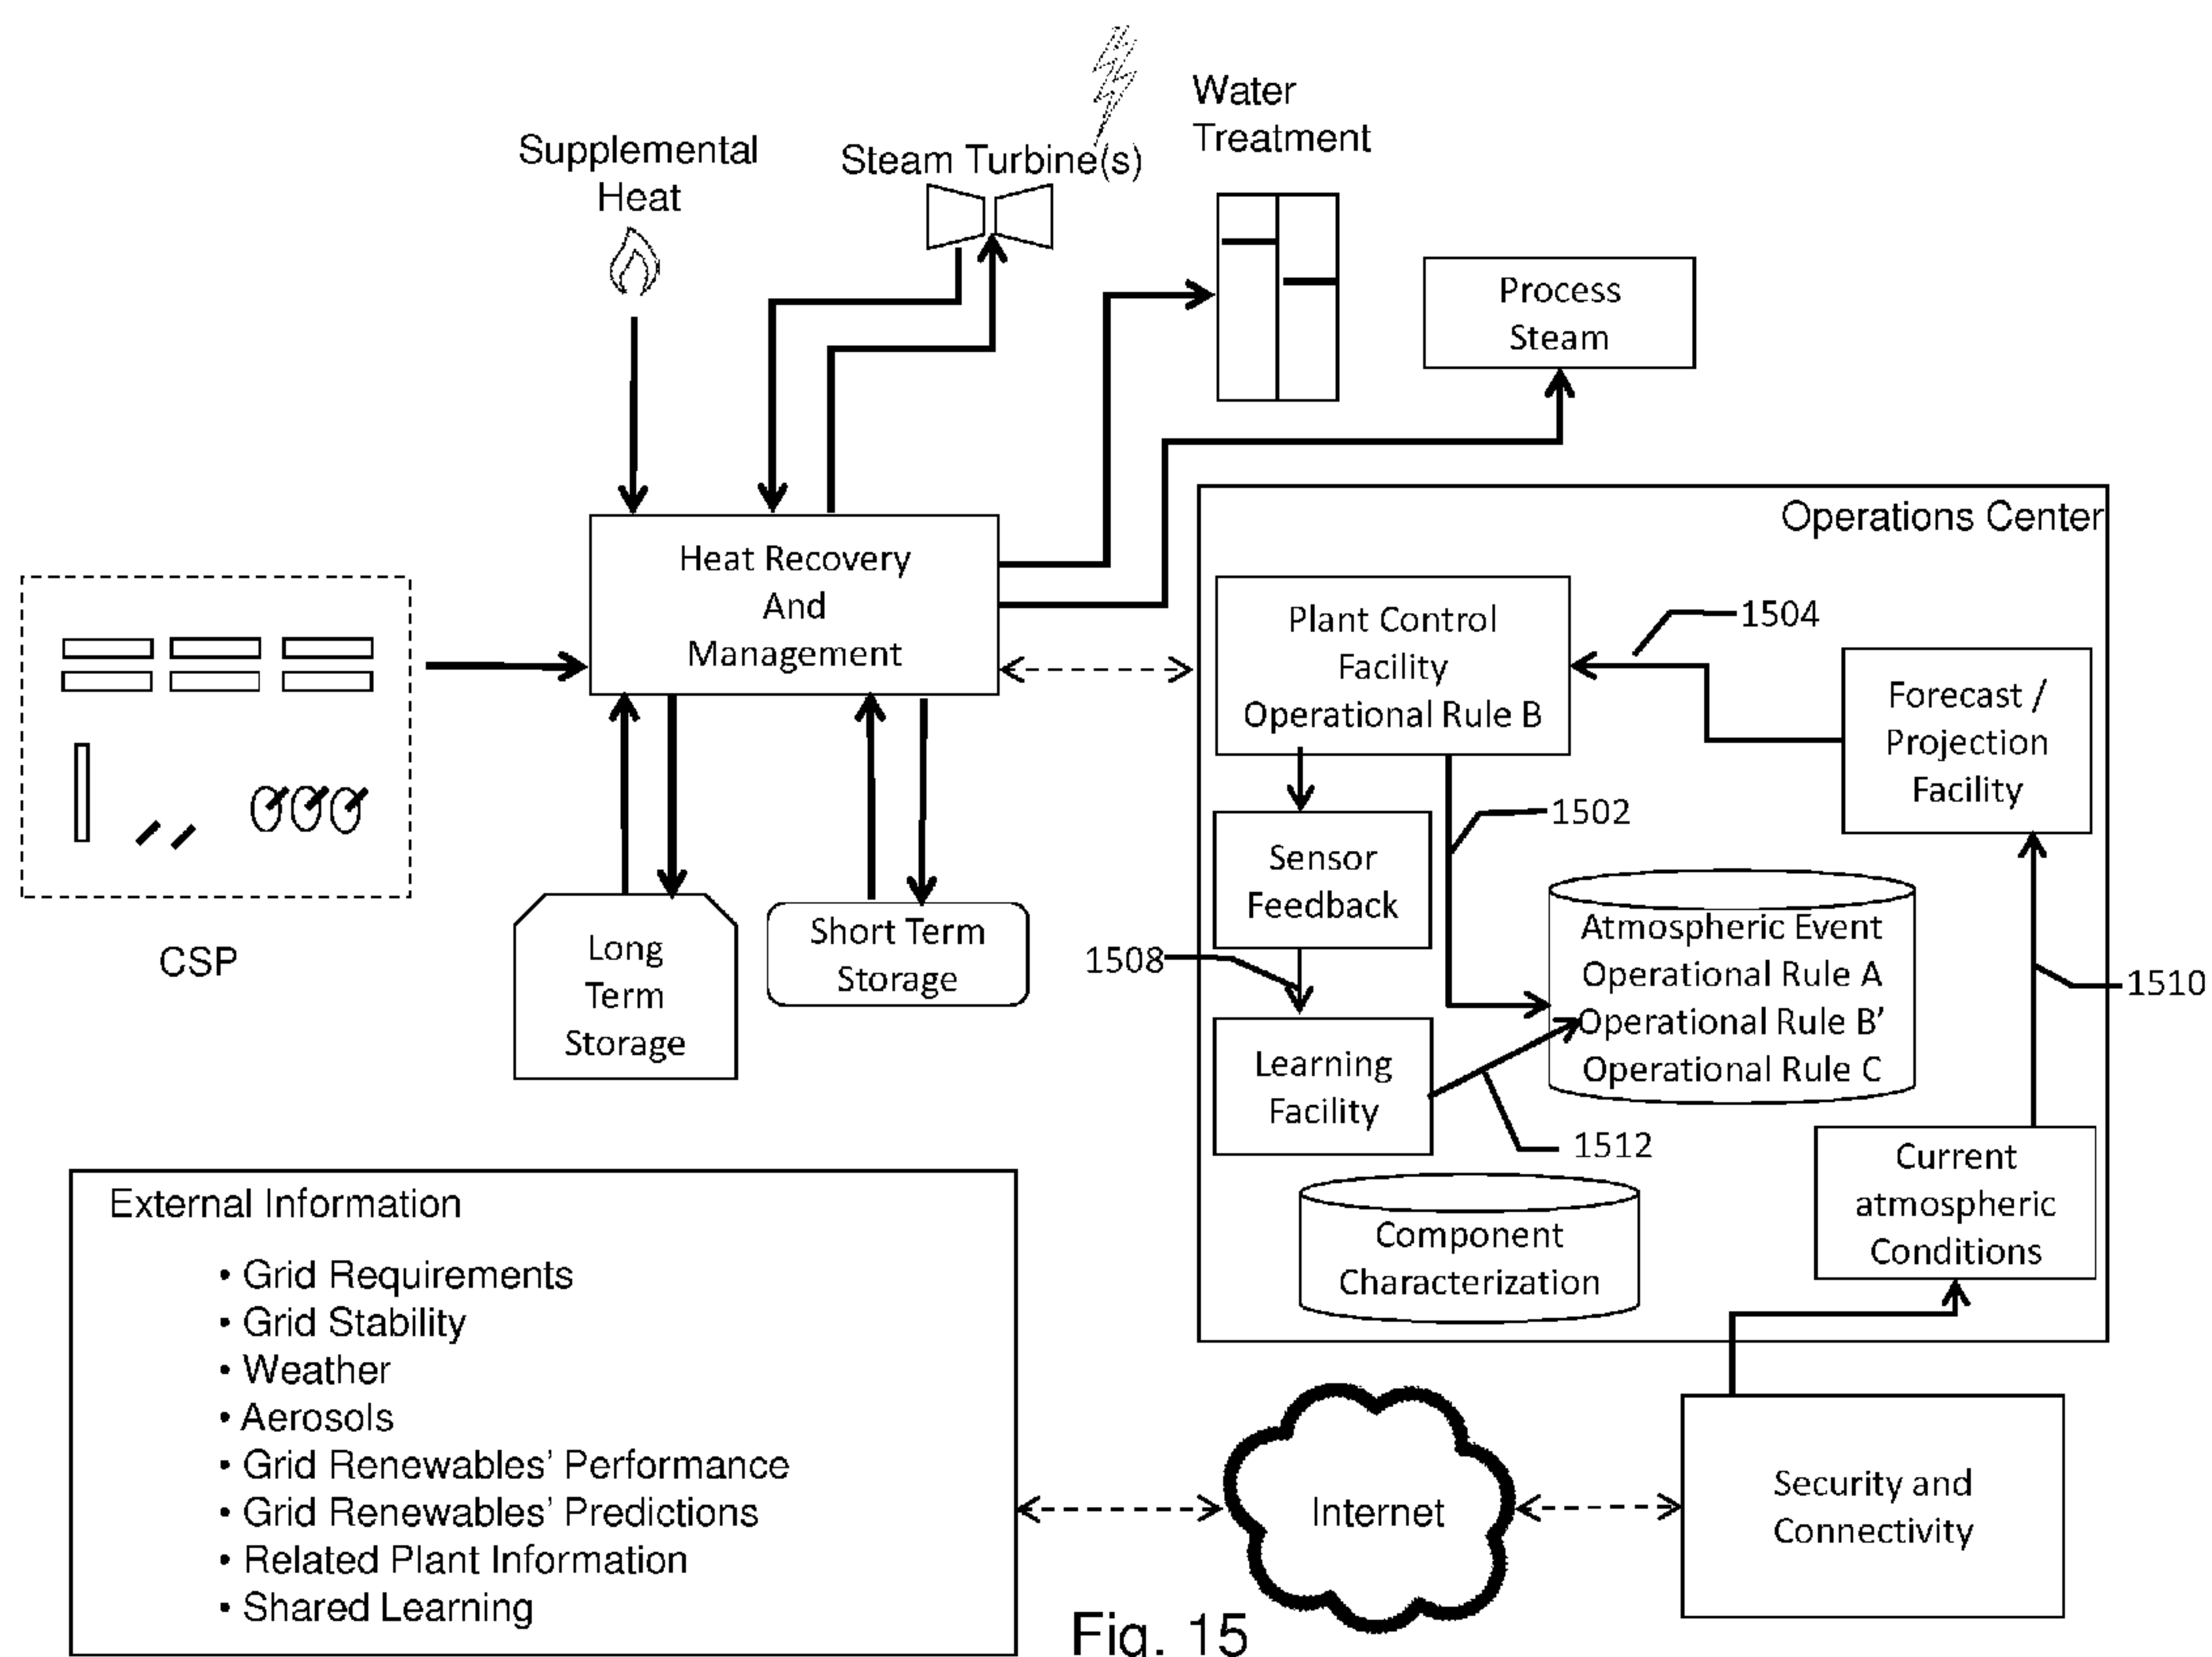 Water
Treatment
Supplemental
Heat
Steam Turbine(s)
Process
Steam
Operations Center
Heat Recovery
And
Management
Plant Control
Facility
Operational Rule B
1504
Forecast /
Projection
Facility
1502
Sensor
Feedback
CSP
Long
Term
Storage
Short Term
Storage
1508
Atmospheric Event
Operational Rule A
Operational Rule B’
Operational Rule C
1510
Learning
Facility
1512
Current
atmospheric
Conditions
Component
Characterization
External Information
• Grid Requirements
• Grid Stability
• Weather
• Aerosols
• Grid Renewables’ Performance
• Grid Renewables’ Predictions
• Related Plant Information
• Shared Learning
Internet
Security and
Connectivity
Fig. 15